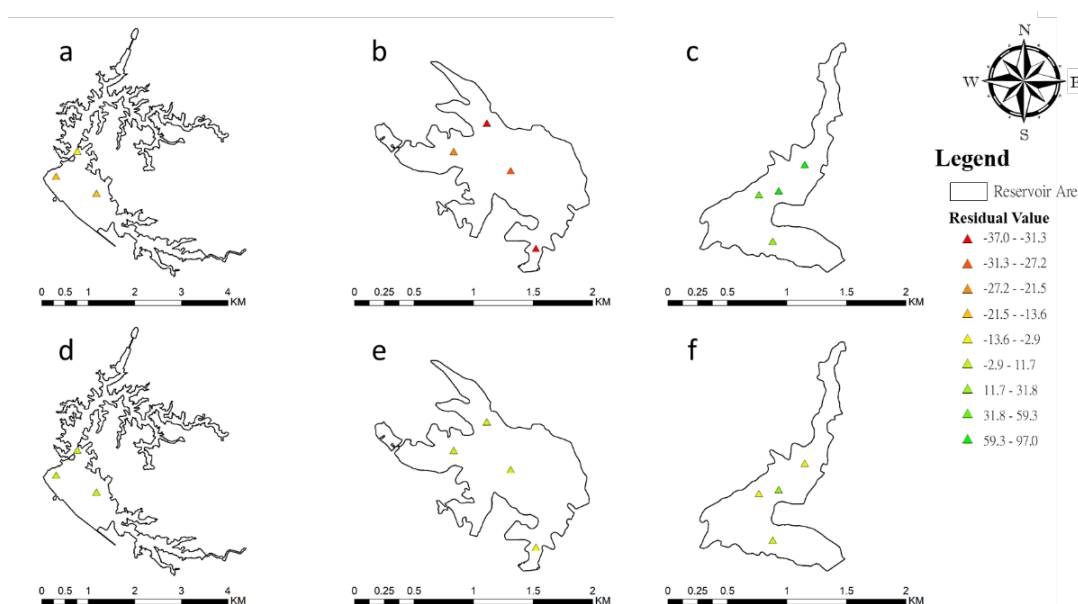 a
b
c
N
W
E
S
Legend
Reservoir Are
Residual Value
-37.0 - -31.3
-31.3 - -27.2
-27.2 - -21.5
-21.5 - -13.6
-13.6 - -2.9
-2.9 - 11.7
11.7 - 31.8
31.8 - 59.3
59.3 - 97.0
0 0.5 1 2 3 4
KM
0 0.25 0.5 1 1.5 2
KM
0 0.25 0.5 1 1.5 2
KM
d
e
f
0 0.5 1 2 3 4
KM
0 0.25 0.5 1 1.5 2
KM
0 0.25 0.5 1 1.5 2
KM